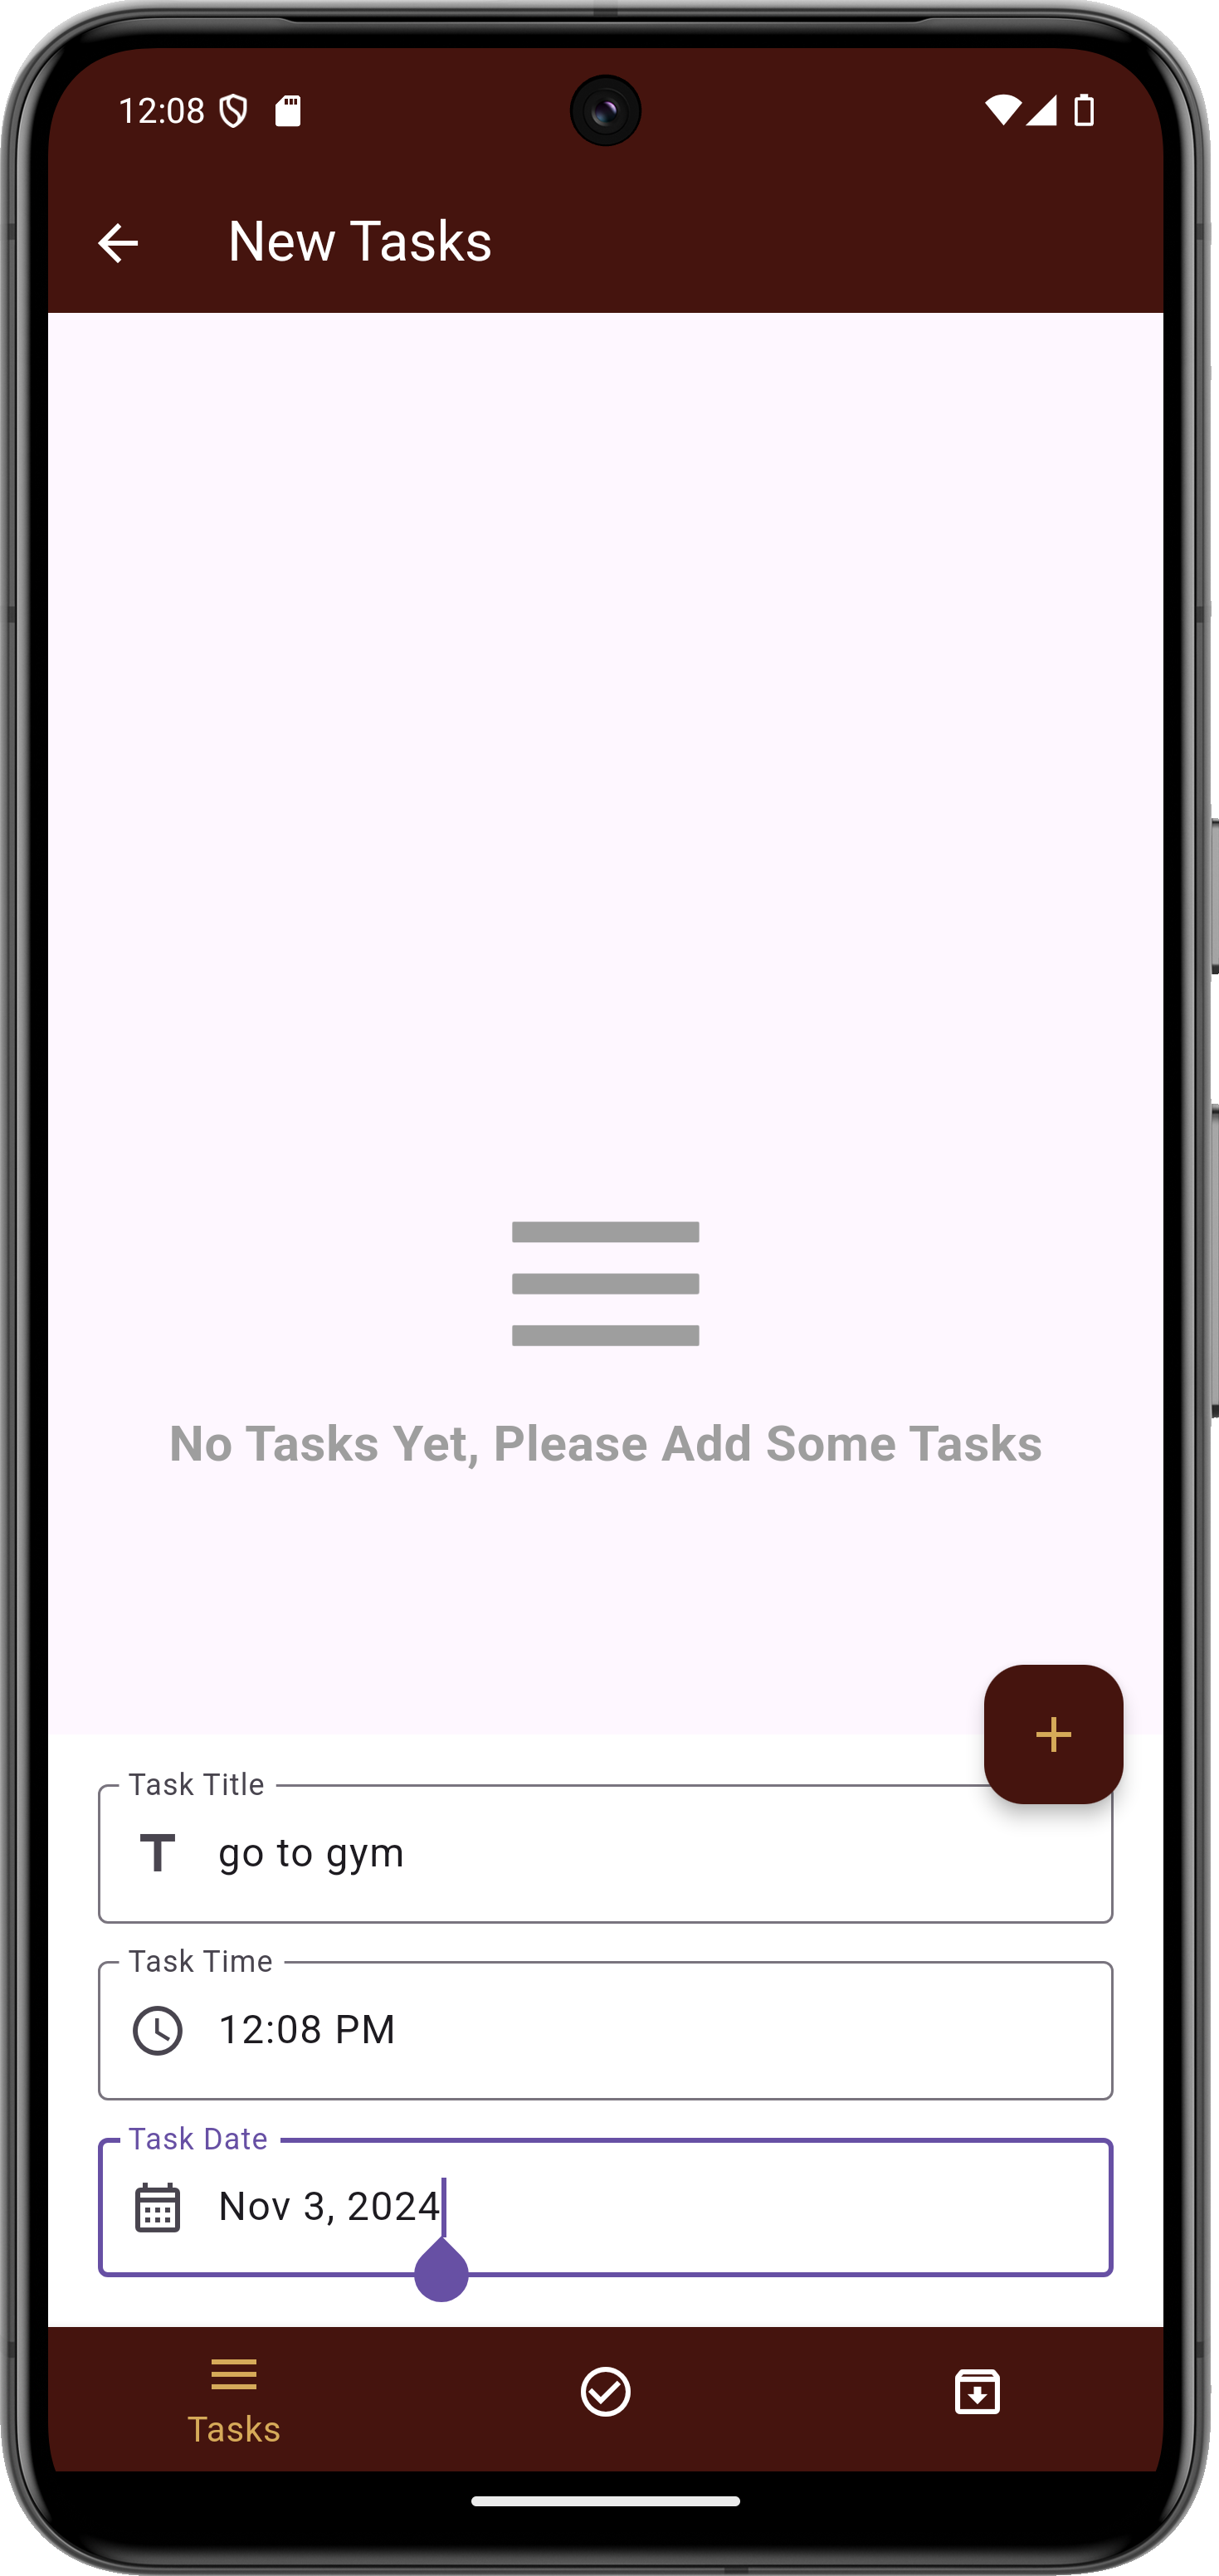 12:08
New Tasks
No Tasks Yet, Please Add Some Tasks
Task Title
go to gym
Task Time
12:08 PM
Task Date
Nov 3, 2024
Tasks